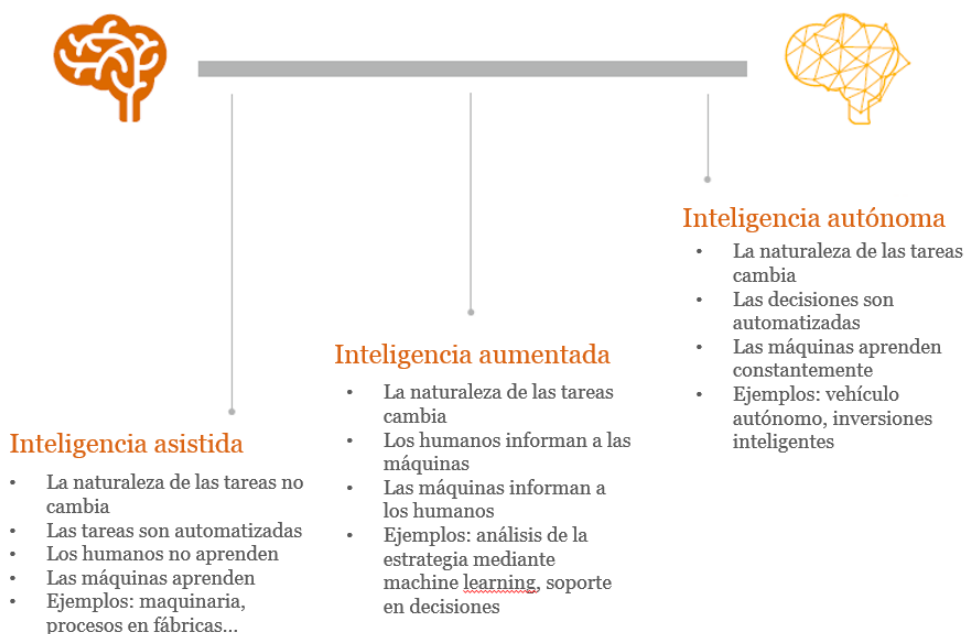 Inteligencia asistida
• La naturaleza de las tareas no
cambia
• Las tareas son automatizadas
• Los humanos no aprenden
• Las máquinas aprenden
• Ejemplos: maquinaria,
procesos en fábricas...
Inteligencia aumentada
• La naturaleza de las tareas
cambia
• Los humanos informan a las
máquinas
• Las máquinas informan a
los humanos
• Ejemplos: análisis de la
estrategia mediante
machine learning, soporte
en decisiones
Inteligencia autónoma
• La naturaleza de las tareas
cambia
• Las decisiones son
automatizadas
• Las máquinas aprenden
constantemente
• Ejemplos: vehículo
autónomo, inversiones
inteligentes